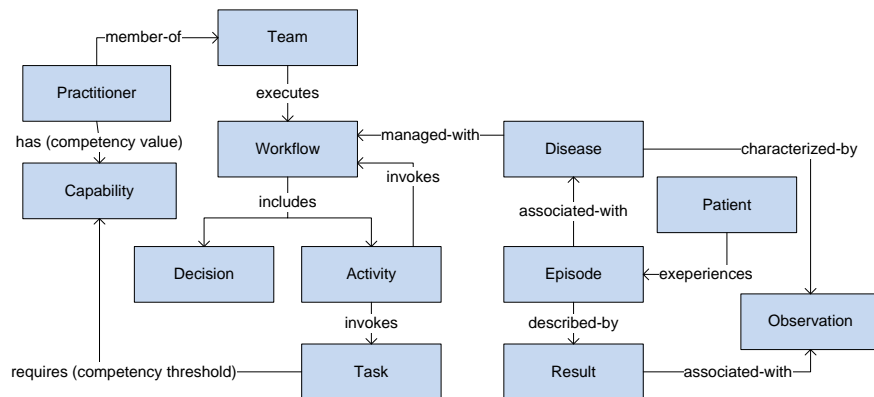 Team
member-of
Practitioner
executes
has (competency value)
Workflow
managed-with
Disease
characterized-by
invokes
Capability
includes
associated-with
Patient
Decision
Activity
Episode
exeperiences
invokes
described-by
Observation
requires (competency threshold)
Task
Result
associated-with